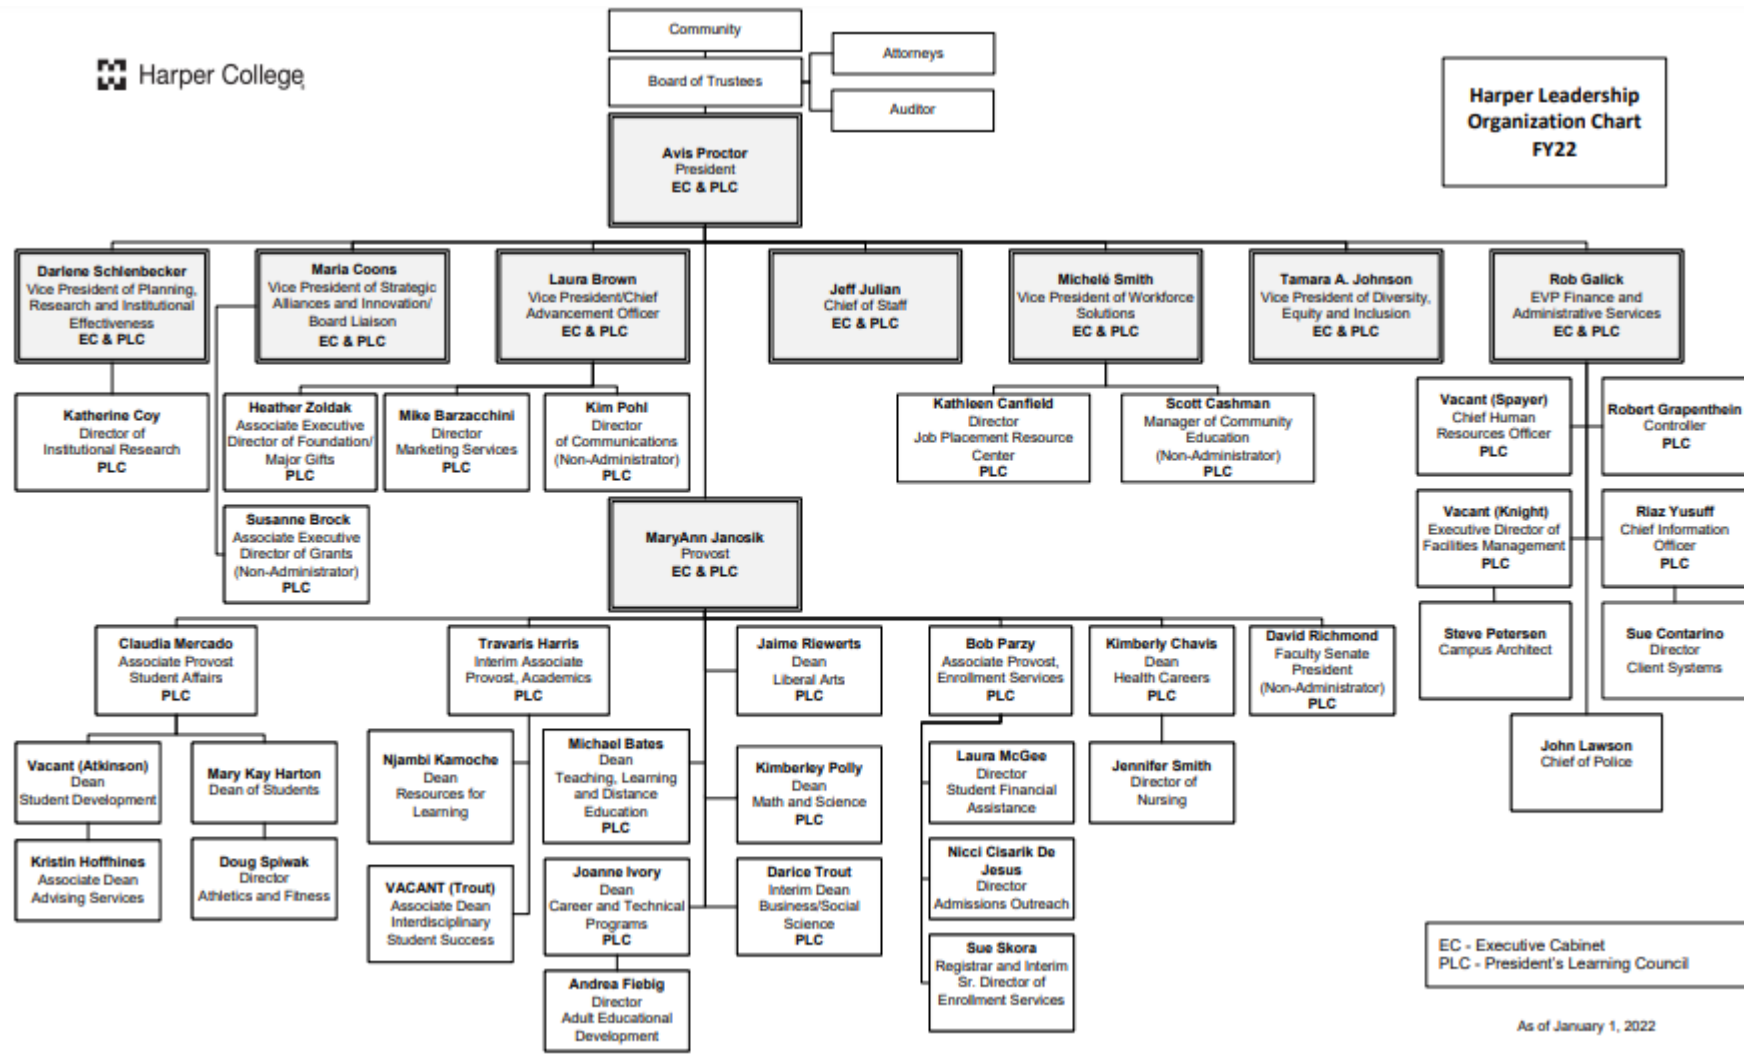 Harper College
Community
Board of Trustees
Attorneys
Auditor
Harper Leadership
Organization Chart
FY22
Avis Proctor
President
EC & PLC
Darlene Schlenbecker
Vice President of Planning,
Research and Institutional
Effectiveness
EC & PLC
Maria Coons
Vice President of Strategic
Alliances and Innovation/
Board Liaison
EC & PLC
Laura Brown
Vice President/Chief
Advancement Officer
EC & PLC
Jeff Julian
Chief of Staff
EC & PLC
Michelé Smith
Vice President of Workforce
Solutions
EC & PLC
Tamara A. Johnson
Vice President of Diversity,
Equity and Inclusion
EC & PLC
Rob Galick
EVP Finance and
Administrative Services
EC & PLC
Katherine Coy
Director of
Institutional Research
PLC
Heather Zoldak
Associate Executive
Director of Foundation/
Major Gifts
PLC
Mike Barzacchini
Director
Marketing Services
PLC
Kim Pohl
Director
of Communications
(Non-Administrator)
PLC
Kathleen Canfield
Director
Job Placement Resource
Center
PLC
Scott Cashman
Manager of Community
Education
(Non-Administrator)
PLC
Vacant (Spayer)
Chief Human
Resources Officer
PLC
Robert Grapenthein
Controller
PLC
Susanne Brock
Associate Executive
Director of Grants
(Non-Administrator)
PLC
MaryAnn Janosik
Provost
EC & PLC
Vacant (Knight)
Executive Director of
Facilities Management
PLC
Riaz Yusuff
Chief Information
Officer
PLC
Claudia Mercado
Associate Provost
Student Affairs
PLC
Travaris Harris
Interim Associate
Provost, Academics
PLC
Jaime Riewerts
Dean
Liberal Arts
PLC
Bob Parzy
Associate Provost,
Enrollment Services
PLC
Kimberly Chavis
Dean
Health Careers
PLC
David Richmond
Faculty Senate
President
(Non-Administrator)
PLC
Steve Petersen
Campus Architect
Sue Contarino
Director
Client Systems
Vacant (Atkinson)
Dean
Student Development
Mary Kay Harton
Dean of Students
Njambi Kamoche
Dean
Resources for
Learning
Michael Bates
Dean
Teaching, Learning
and Distance
Education
PLC
Kimberley Polly
Dean
Math and Science
PLC
Laura McGee
Director
Student Financial
Assistance
Jennifer Smith
Director of
Nursing
John Lawson
Chief of Police
Kristin Hoffhines
Associate Dean
Advising Services
Doug Spiwak
Director
Athletics and Fitness
VACANT (Trout)
Associate Dean
Interdisciplinary
Student Success
Joanne Ivory
Dean
Career and Technical
Programs
PLC
Darice Trout
Interim Dean
Business/Social
Science
PLC
Nicci Cisarik De
Jesus
Director
Admissions Outreach
Andrea Fiebig
Director
Adult Educational
Development
Sue Skora
Registrar and Interim
Sr. Director of
Enrollment Services
EC - Executive Cabinet
PLC - President's Learning Council
As of January 1, 2022